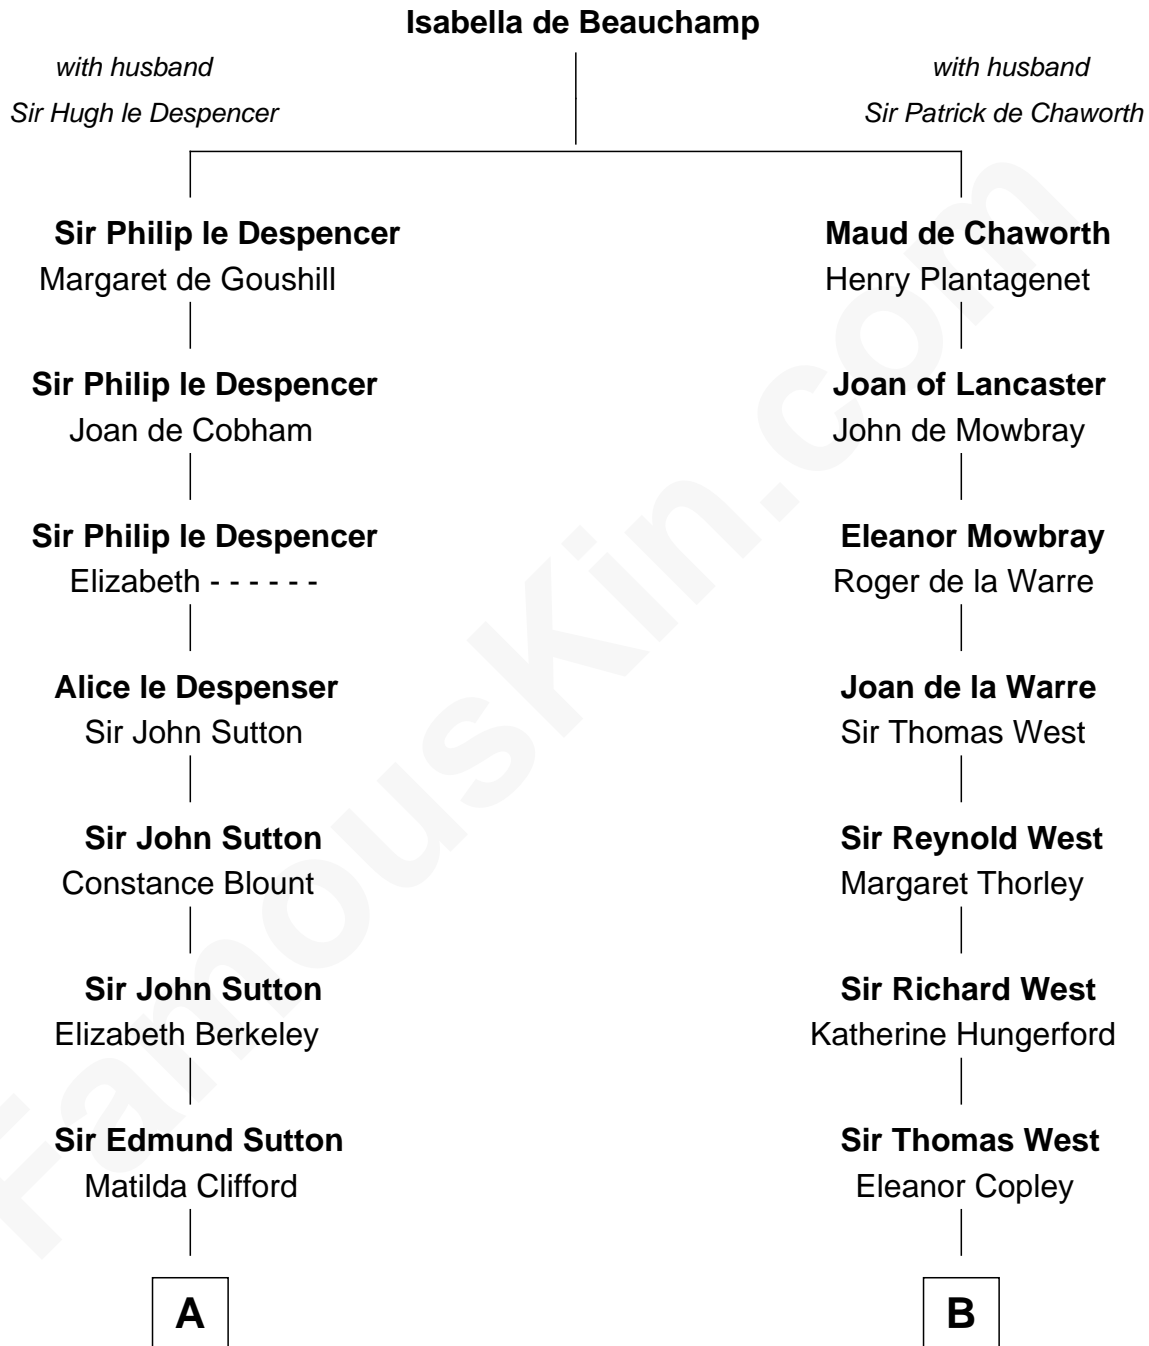 Isabella de Beauchamp
with husband
Sir Hugh le Despencer
with husband
Sir Patrick de Chaworth
Sir Philip le Despencer
Margaret de Goushill
Maud de Chaworth
Henry Plantagenet
Sir Philip le Despencer
Joan de Cobham
Joan of Lancaster
John de Mowbray
Sir Philip le Despencer
Elizabeth - - - - - -
Eleanor Mowbray
Roger de la Warre
Alice le Despenser
Sir John Sutton
Joan de la Warre
Sir Thomas West
Sir John Sutton
Constance Blount
Sir Reynold West
Margaret Thorley
Sir John Sutton
Elizabeth Berkeley
Sir Richard West
Katherine Hungerford
Sir Edmund Sutton
Matilda Clifford
Sir Thomas West
Eleanor Copley
A
B
FamousKin.com